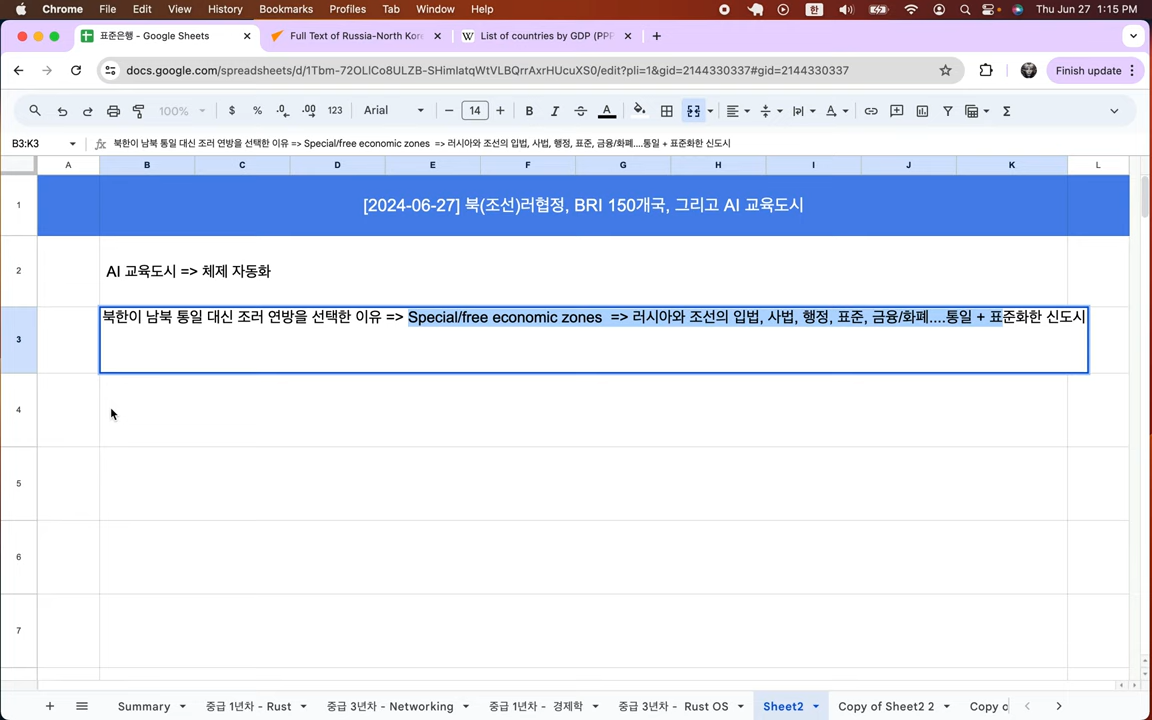 Chrome File Edit View History Bookmarks Profiles Tab Window Help 한 Thu Jun 27 1:15 PM
표준은행 - Google Sheets Full Text of Russia-North Kore W List of countries by GDP (PPP
docs.google.com/spreadsheets/d/1Tbm-72OLlCo8ULZB-SHimlatqWtVLBQrrAxrHUcuXS0/edit?pli=1&gid=2144330337#gid=2144330337 Finish update
100% $ % .0 .00 123 Arial 14 B I A
B3:K3 fx 북한이 남북 통일 대신 조러 연방을 선택한 이유 => Special/free economic zones => 러시아와 조선의 입법, 사법, 행정, 표준, 금융/화폐....통일 + 표준화한 신도시
A B C D E F G H I J K L
1 [2024-06-27] 북(조선)러협정, BRI 150개국, 그리고 AI 교육도시
2 AI 교육도시 => 체제 자동화
북한이 남북 통일 대신 조러 연방을 선택한 이유 => Special/free economic zones => 러시아와 조선의 입법, 사법, 행정, 표준, 금융/화폐....통일 + 표준화한 신도시
3
4
5
6
7
Summary 중급 1년차 - Rust 중급 3년차 - Networking 중급 1년차 - 경제학 중급 3년차 - Rust OS Sheet2 Copy of Sheet2 2 Copy o